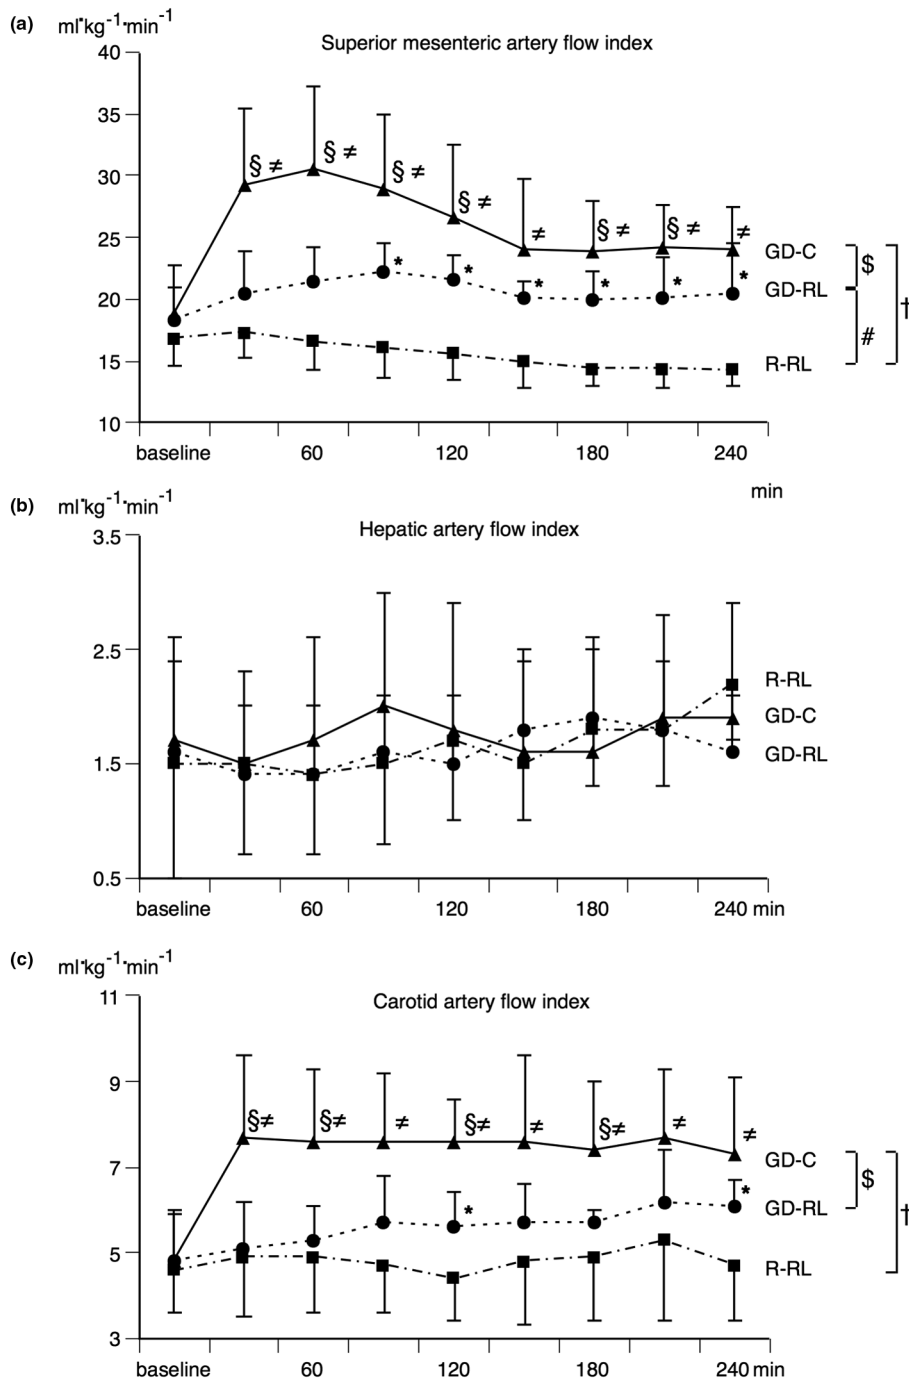 (a) ml·kg-1·min-1
Superior mesenteric artery flow index
40
35
§ ≠ § ≠ § ≠
30
§ ≠
≠ § ≠ § ≠ ≠
25
GD-C
$
* * * * * * *
GD-RL
20
†
#
R-RL
15
10
baseline 60 120 180 240
min
(b) ml·kg-1·min-1
Hepatic artery flow index
3.5
2.5
R-RL
GD-C
GD-RL
1.5
0.5
baseline 60 120 180 240 min
(c) ml·kg-1·min-1
Carotid artery flow index
11
9
§≠ §≠ ≠ §≠ ≠ §≠ ≠ ≠
7
GD-C
$
* *
GD-RL
†
5
R-RL
3
baseline 60 120 180 240 min